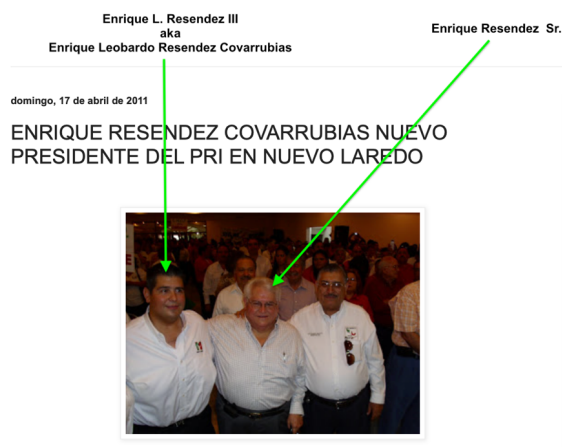 Enrique L. Resendez III
aka
Enrique Leobardo Resendez Covarrubias
Enrique Resendez Sr.
domingo, 17 de abril de 2011
ENRIQUE RESENDEZ COVARRUBIAS NUEVO
PRESIDENTE DEL PRI EN NUEVO LAREDO